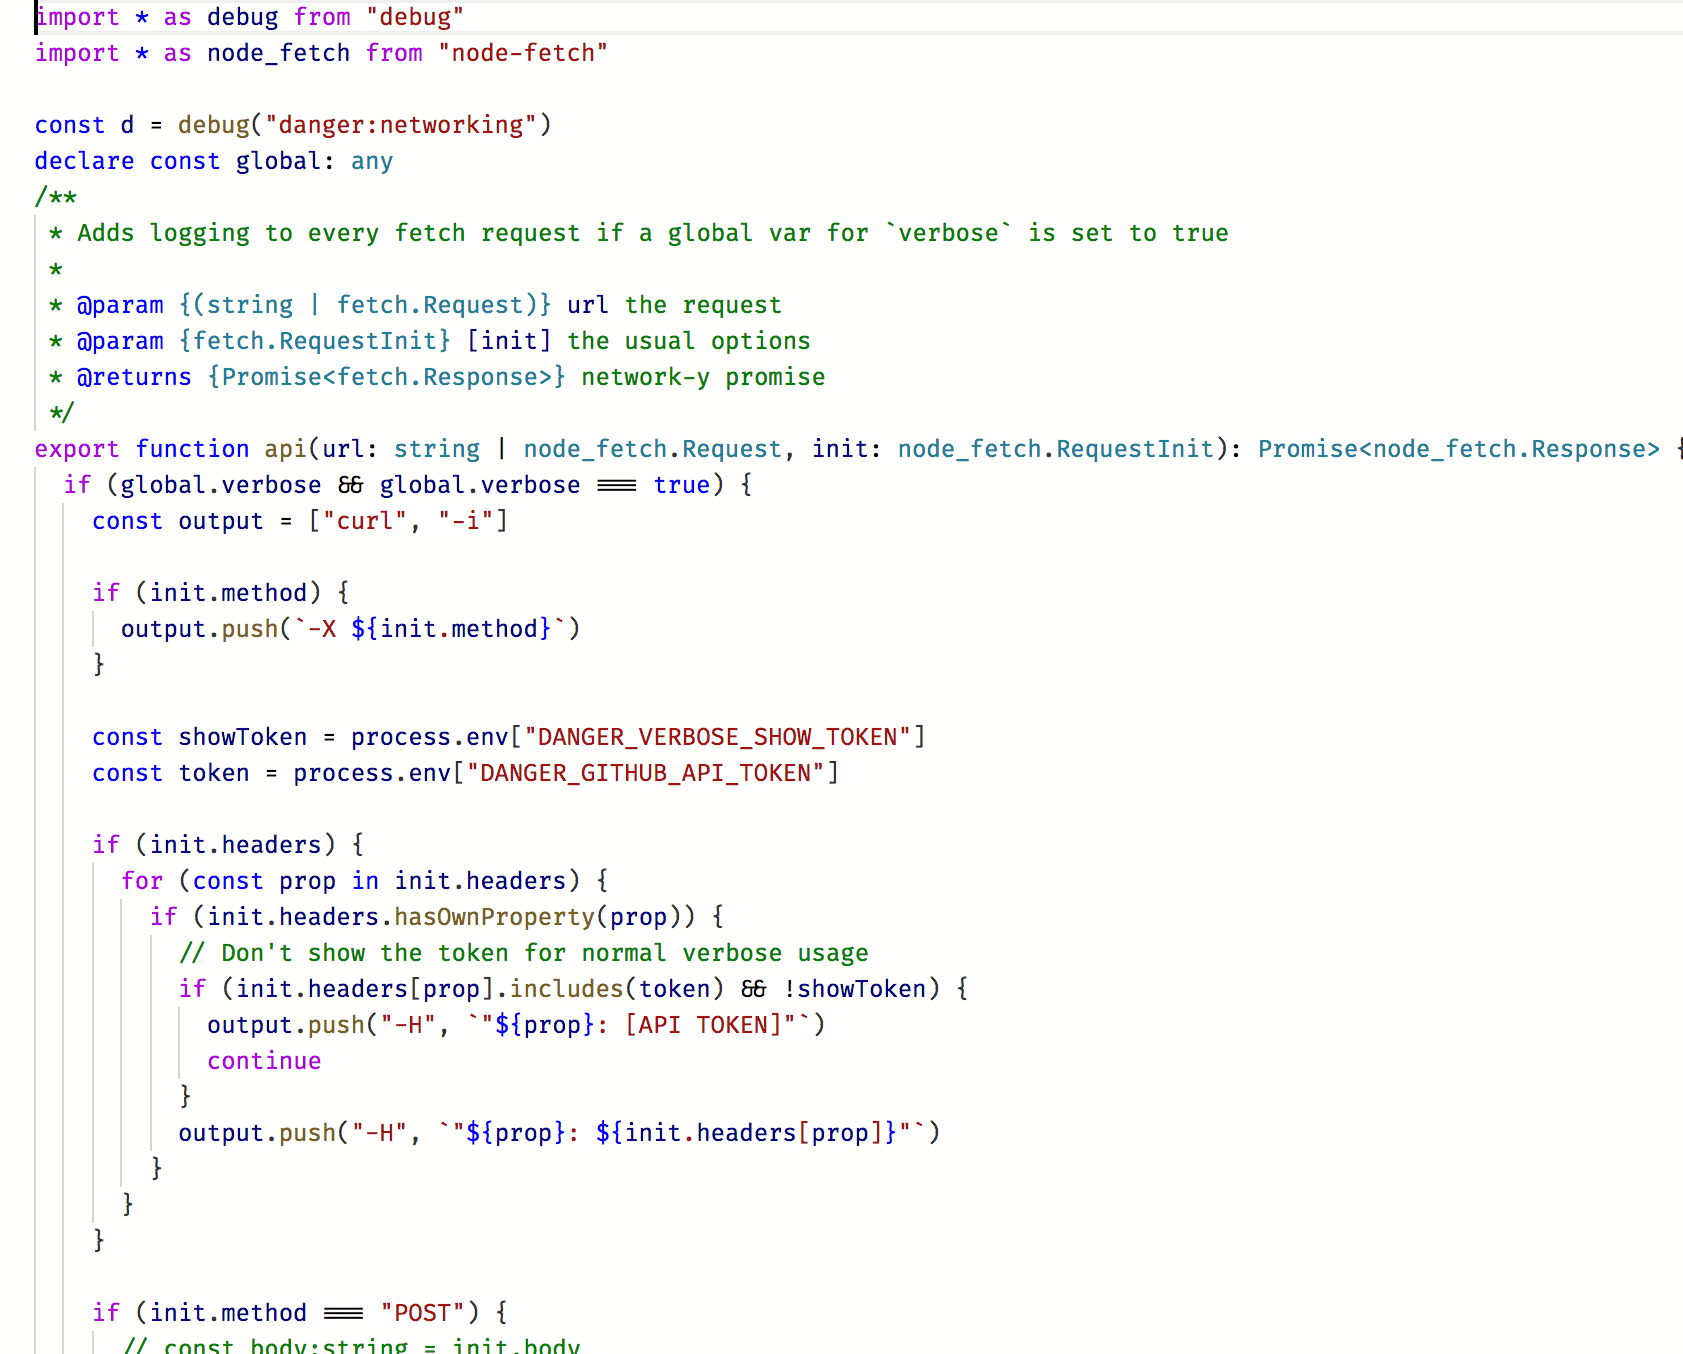 import * as debug from "debug"
import * as node_fetch from "node-fetch"

const d = debug("danger:networking")
declare const global: any
/**
 * Adds logging to every fetch request if a global var for `verbose` is set to true
 *
 * @param {(string | fetch.Request)} url the request
 * @param {fetch.RequestInit} [init] the usual options
 * @returns {Promise<fetch.Response>} network-y promise
 */
export function api(url: string | node_fetch.Request, init: node_fetch.RequestInit): Promise<node_fetch.Response> {
  if (global.verbose && global.verbose === true) {
    const output = ["curl", "-i"]

    if (init.method) {
      output.push(`-X ${init.method}`)
    }

    const showToken = process.env["DANGER_VERBOSE_SHOW_TOKEN"]
    const token = process.env["DANGER_GITHUB_API_TOKEN"]

    if (init.headers) {
      for (const prop in init.headers) {
        if (init.headers.hasOwnProperty(prop)) {
          // Don't show the token for normal verbose usage
          if (init.headers[prop].includes(token) && !showToken) {
            output.push("-H", `"${prop}: [API TOKEN]"`)
            continue
          }
          output.push("-H", `"${prop}: ${init.headers[prop]}"`)
        }
      }
    }

    if (init.method === "POST") {
      // const body:string = init.body